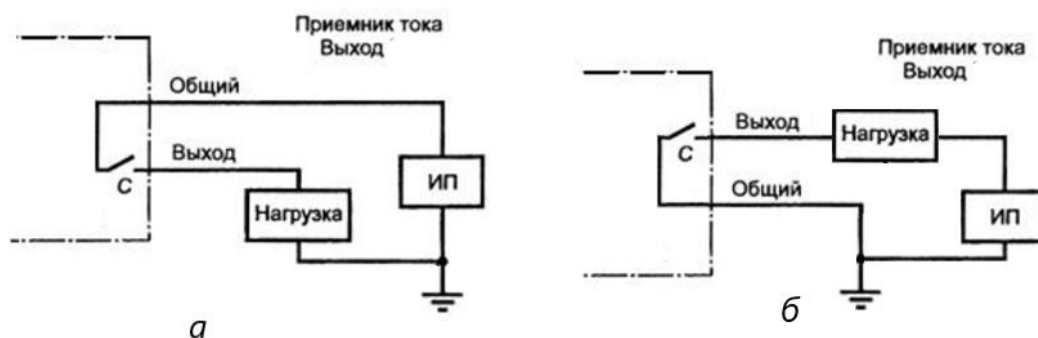 Приемник тока
Выход
Общий
Выход
С
Нагрузка
ИП
а
Приемник тока
Выход
Выход
Нагрузка
С
Общий
ИП
б